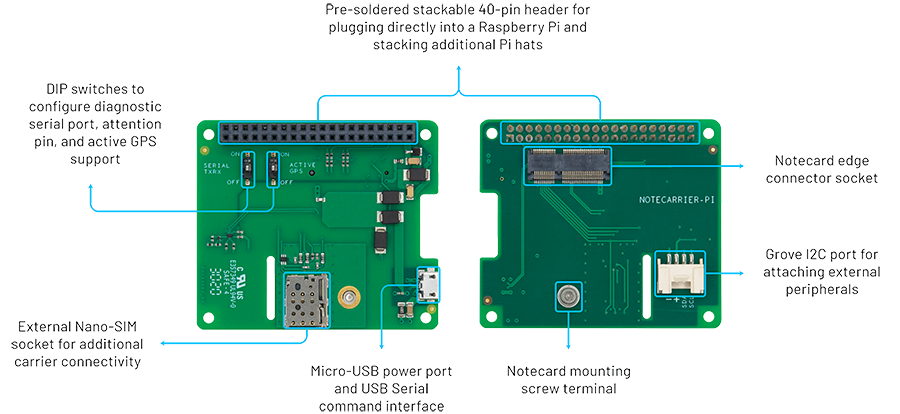 Pre-soldered stackable 40-pin header for
plugging directly into a Raspberry Pi and
stacking additional Pi hats
DIP switches to
configure diagnostic
serial port, attention
pin, and active GPS
support
ON
ON
SERIAL
TXRX
ACTIVE
GPS
OFF
OFF
Notecard edge
connector socket
NOTECARRIER-PI
Grove I2C port for
attaching external
peripherals
External Nano-SIM
socket for additional
carrier connectivity
Micro-USB power port
and USB Serial
command interface
Notecard mounting
screw terminal